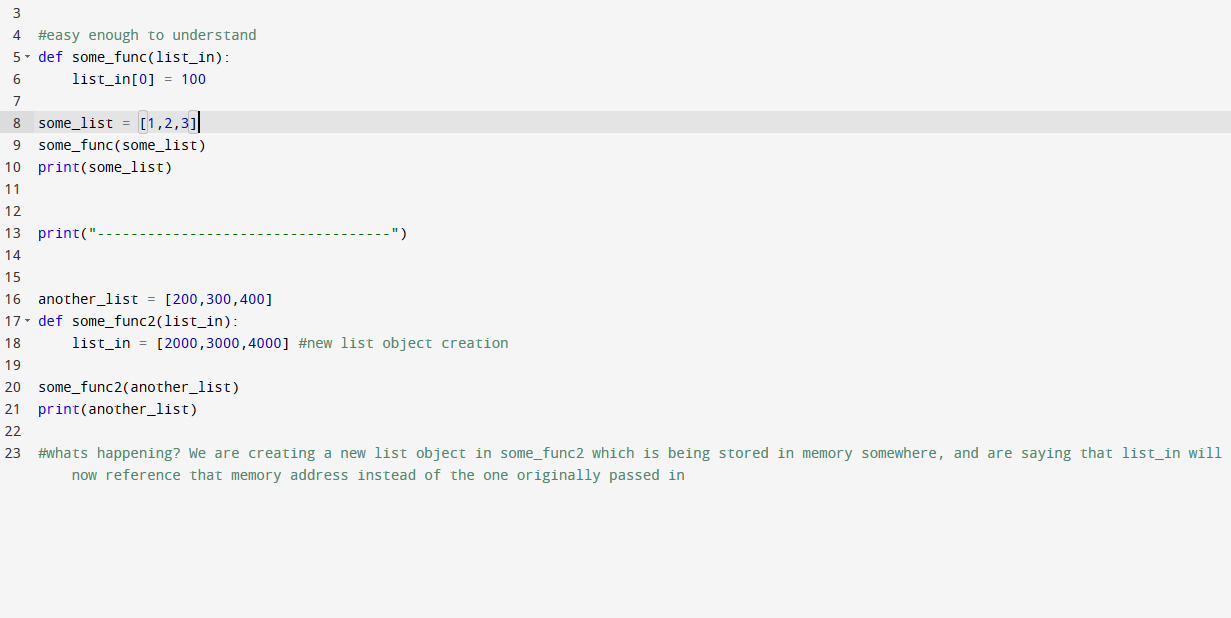 3
4 #easy enough to understand
5 def some_func(list_in):
6     list_in[0] = 100
7
8 some_list = [1,2,3]
9 some_func(some_list)
10 print(some_list)
11
12
13 print("-----------------------------------")
14
15
16 another_list = [200,300,400]
17 def some_func2(list_in):
18     list_in = [2000,3000,4000] #new list object creation
19
20 some_func2(another_list)
21 print(another_list)
22
23 #whats happening? We are creating a new list object in some_func2 which is being stored in memory somewhere, and are saying that list_in will
now reference that memory address instead of the one originally passed in